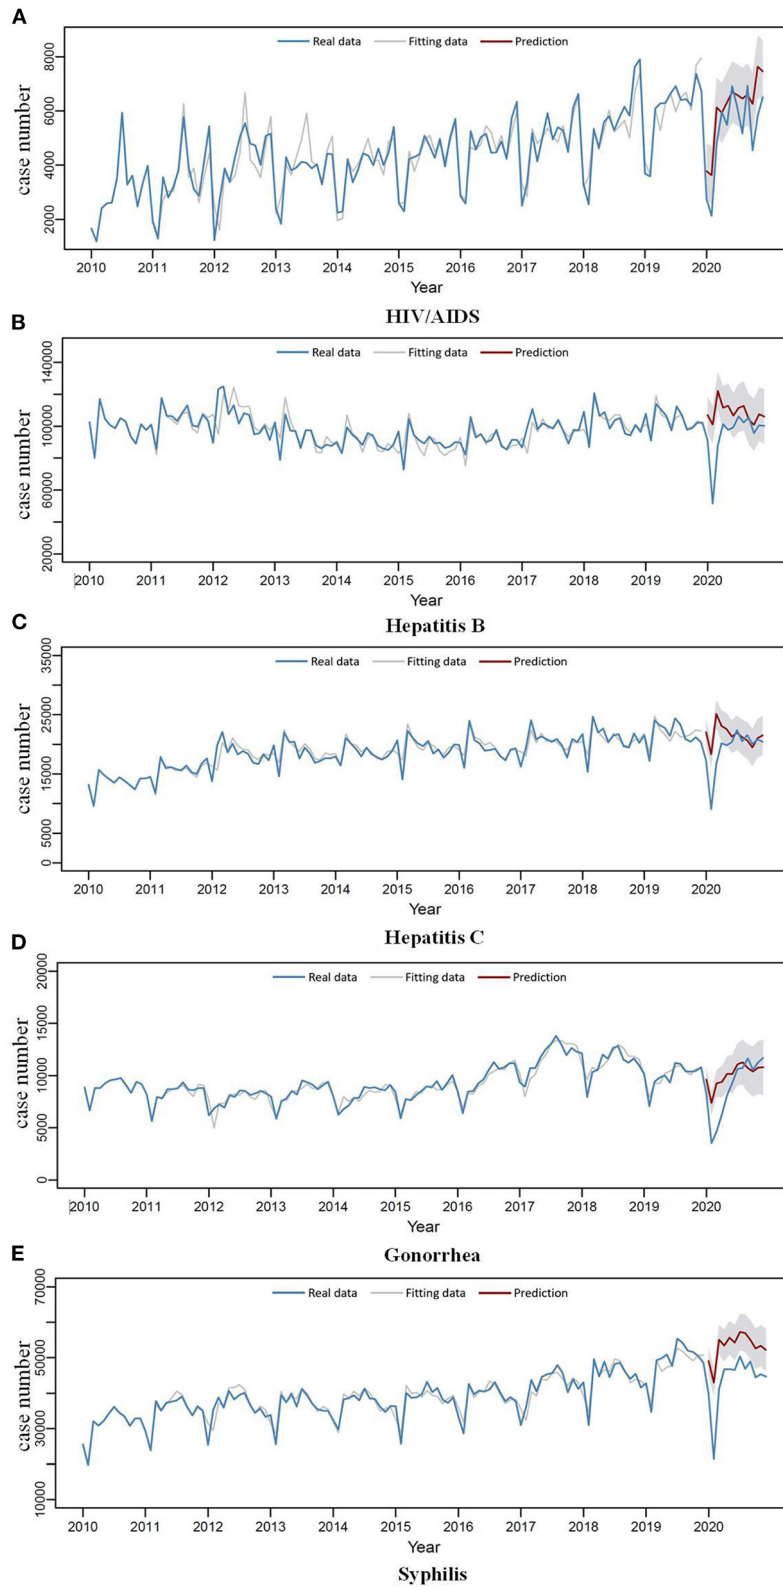 A
Real data Fitting data Prediction
case number
8000
6000
4000
2000
2010 2011 2012 2013 2014 2015 2016 2017 2018 2019 2020
Year
HIV/AIDS
B
Real data Fitting data Prediction
case number
140000
100000
60000
20000
2010 2011 2012 2013 2014 2015 2016 2017 2018 2019 2020
Year
Hepatitis B
C
Real data Fitting data Prediction
case number
35000
25000
15000
5000
0
2010 2011 2012 2013 2014 2015 2016 2017 2018 2019 2020
Year
Hepatitis C
D
Real data Fitting data Prediction
case number
20000
15000
10000
5000
0
2010 2011 2012 2013 2014 2015 2016 2017 2018 2019 2020
Year
Gonorrhea
E
Real data Fitting data Prediction
case number
70000
50000
30000
10000
2010 2011 2012 2013 2014 2015 2016 2017 2018 2019 2020
Year
Syphilis